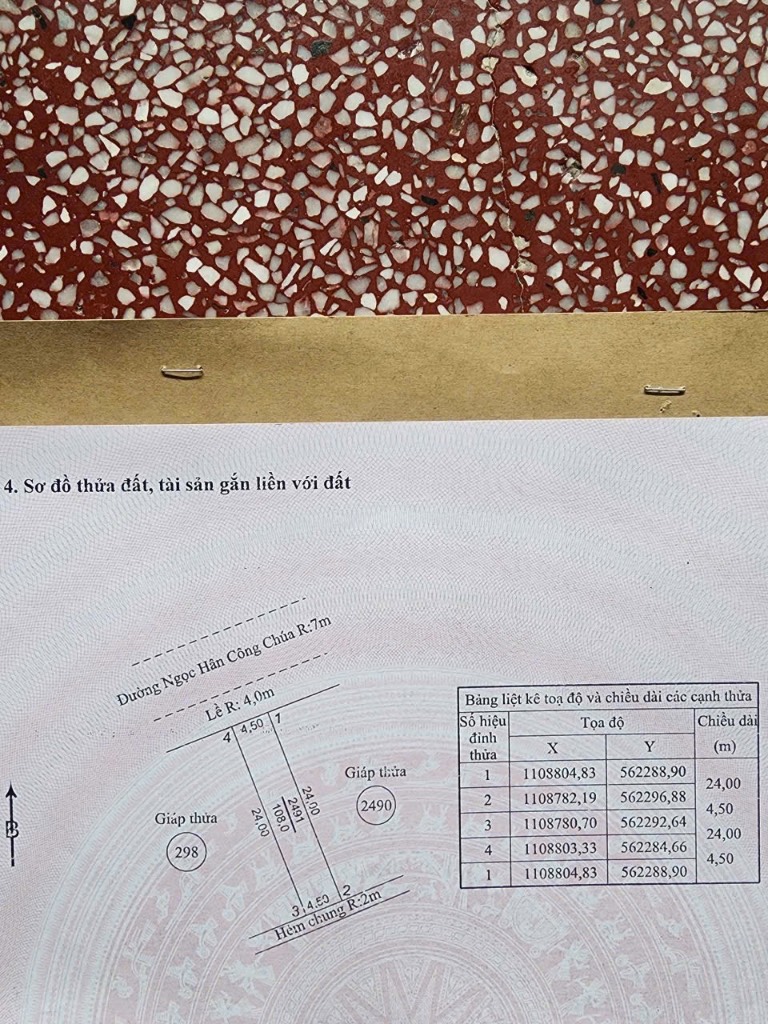 4. Sơ đồ thửa đất, tài sản gắn liền với đất
Đường Ngọc Hân Công Chúa R:7m
Lề R: 4,0m
4 4,50 1
Giáp thửa
298
24,00
2491
108,0
24,00
Giáp thửa
2490
B
3 4,50 2
Hẻm chung R:2m
Bảng liệt kê toạ độ và chiều dài các cạnh thửa
Số hiệu đỉnh thửa Tọa độ Chiều dài (m)
X Y
1 1108804,83 562288,90
24,00
2 1108782,19 562296,88
4,50
3 1108780,70 562292,64
24,00
4 1108803,33 562284,66
4,50
1 1108804,83 562288,90